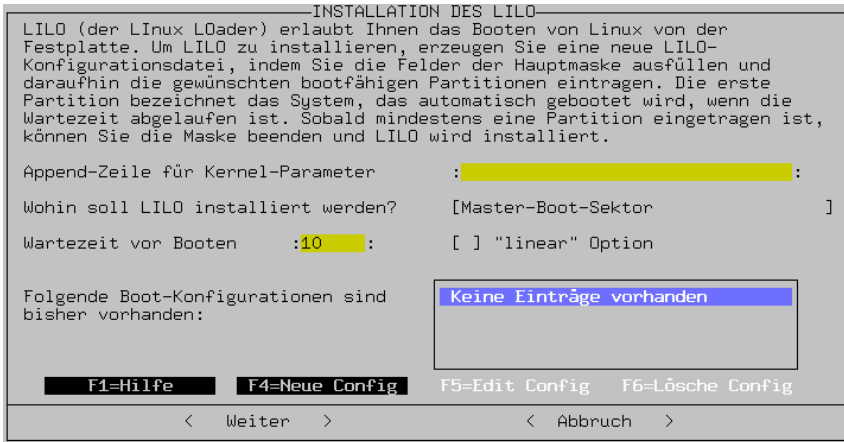 INSTALLATION DES LILO
LILO (der LInux LOader) erlaubt Ihnen das Booten von Linux von der
Festplatte. Um LILO zu installieren, erzeugen Sie eine neue LILO-
Konfigurationsdatei, indem Sie die Felder der Hauptmaske ausfüllen und
daraufhin die gewünschten bootfähigen Partitionen eintragen. Die erste
Partition bezeichnet das System, das automatisch gebootet wird, wenn die
Wartezeit abgelaufen ist. Sobald mindestens eine Partition eingetragen ist,
können Sie die Maske beenden und LILO wird installiert.
Append-Zeile für Kernel-Parameter : :
Wohin soll LILO installiert werden? [Master-Boot-Sektor ]
Wartezeit vor Booten :10 : [ ] "linear" Option
Folgende Boot-Konfigurationen sind
bisher vorhanden:
Keine Einträge vorhanden
F1=Hilfe F4=Neue Config F5=Edit Config F6=Lösche Config
< Weiter > < Abbruch >